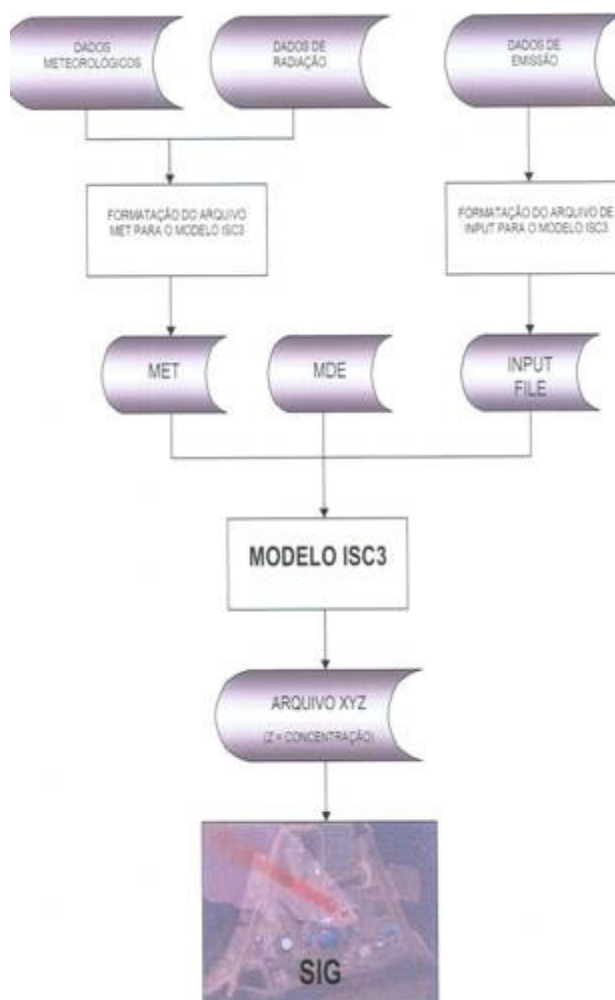 DADOS
METEOROLÓGICOS
DADOS DE
RADIAÇÃO
DADOS DE
EMISSÃO
FORMATAÇÃO DO ARQUIVO
MET PARA O MODELO ISC3
FORMATAÇÃO DO ARQUIVO DE
INPUT PARA O MODELO ISC3
MET
MDE
INPUT
FILE
MODELO ISC3
ARQUIVO XYZ
(Z = CONCENTRAÇÃO)
SIG